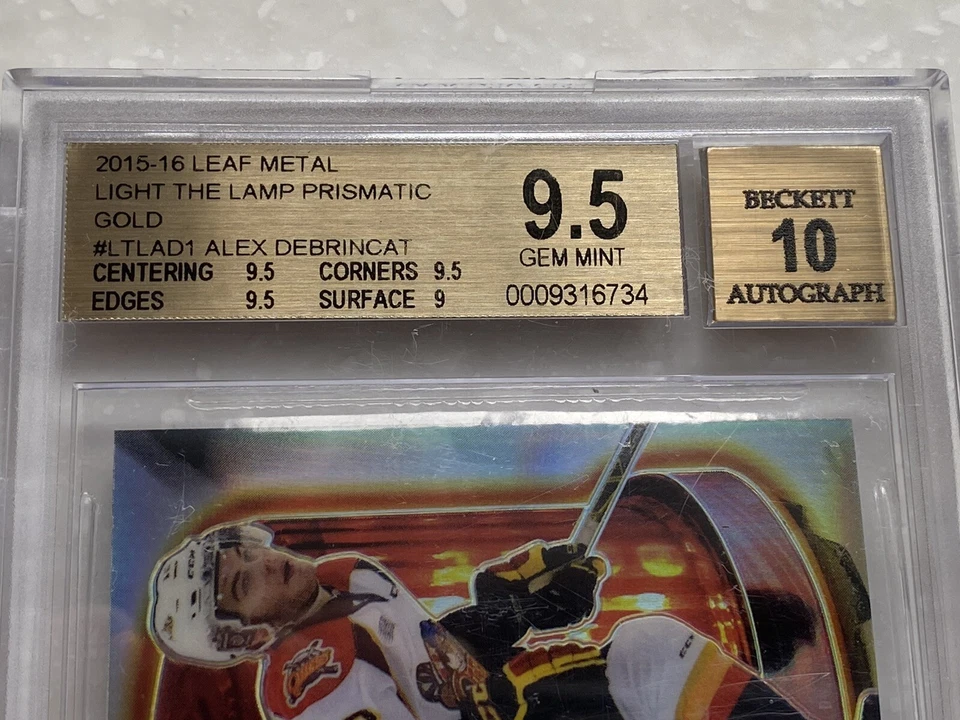 2015-16 LEAF METAL
LIGHT THE LAMP PRISMATIC
GOLD
#LTLAD1 ALEX DEBRINCAT
CENTERING 9.5 CORNERS 9.5
EDGES 9.5 SURFACE 9
9.5
GEM MINT
0009316734
BECKETT
10
AUTOGRAPH
CCM